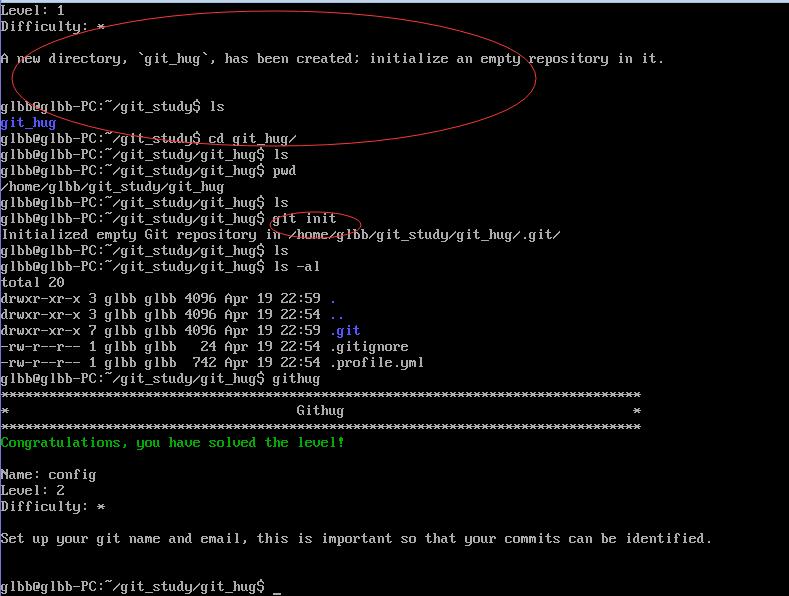 Level: 1
Difficulty: *
A new directory, `git_hug`, has been created; initialize an empty repository in it.
glbb@glbb-PC:~/git_study$ ls
git_hug
glbb@glbb-PC:~/git_study$ cd git_hug/
glbb@glbb-PC:~/git_study/git_hug$ ls
glbb@glbb-PC:~/git_study/git_hug$ pwd
/home/glbb/git_study/git_hug
glbb@glbb-PC:~/git_study/git_hug$ ls
glbb@glbb-PC:~/git_study/git_hug$ git init
Initialized empty Git repository in /home/glbb/git_study/git_hug/.git/
glbb@glbb-PC:~/git_study/git_hug$ ls
glbb@glbb-PC:~/git_study/git_hug$ ls -al
total 20
drwxr-xr-x 3 glbb glbb 4096 Apr 19 22:59 .
drwxr-xr-x 3 glbb glbb 4096 Apr 19 22:54 ..
drwxr-xr-x 7 glbb glbb 4096 Apr 19 22:59 .git
-rw-r--r-- 1 glbb glbb   24 Apr 19 22:54 .gitignore
-rw-r--r-- 1 glbb glbb  742 Apr 19 22:54 .profile.yml
glbb@glbb-PC:~/git_study/git_hug$ githug
********************************************************************************
*                                    Githug                                    *
********************************************************************************
Congratulations, you have solved the level!
Name: config
Level: 2
Difficulty: *
Set up your git name and email, this is important so that your commits can be identified.
glbb@glbb-PC:~/git_study/git_hug$ _